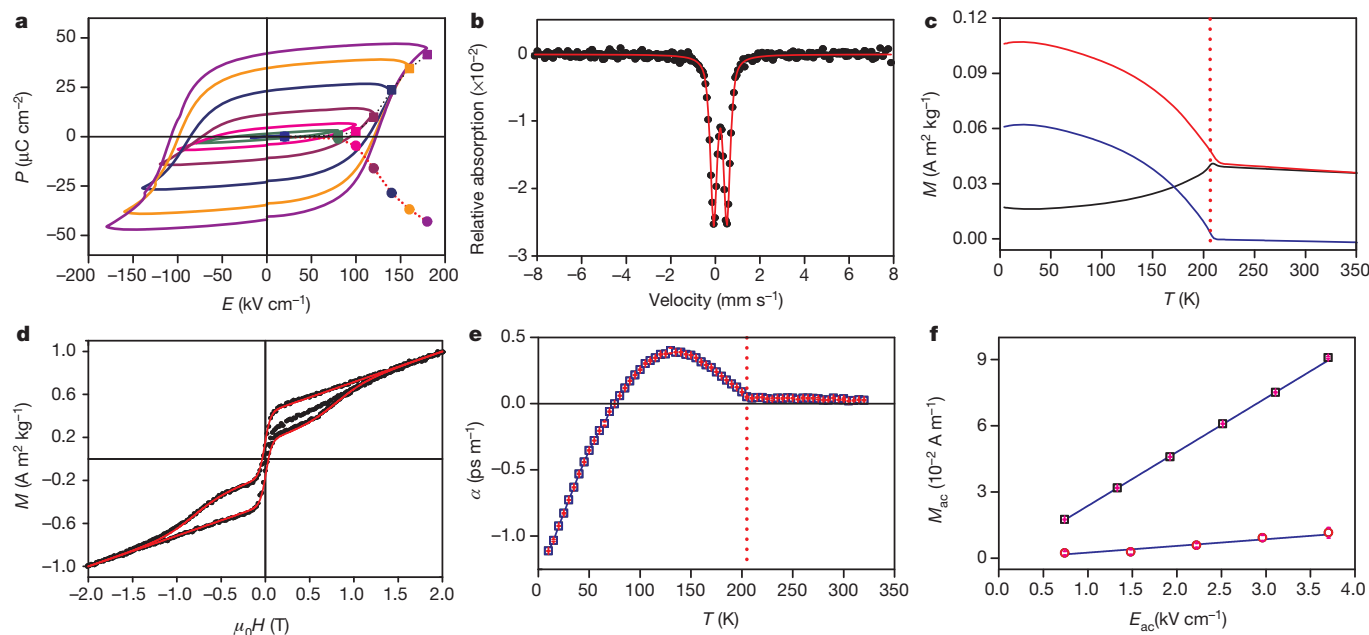 a
50
25
0
−25
−50
P (μC cm−2)
−200 −150 −100 −50 0 50 100 150 200
E (kV cm−1)
b
0
−1
−2
−3
Relative absorption (×10−2)
−8 −6 −4 −2 0 2 4 6 8
Velocity (mm s−1)
c
0.12
0.09
0.06
0.03
0.00
M (A m2 kg−1)
0 50 100 150 200 250 300 350
T (K)
d
1.0
0.6
0.2
−0.2
−0.6
−1.0
M (A m2 kg−1)
−2.0 −1.5 −1.0 −0.5 0.0 0.5 1.0 1.5 2.0
μ0H (T)
e
0.5
0.0
−0.5
−1.0
α (ps m−1)
0 50 100 150 200 250 300 350
T (K)
f
9
6
3
0
Mac (10−2 A m−1)
0 0.5 1.0 1.5 2.0 2.5 3.0 3.5 4.0
Eac(kV cm−1)